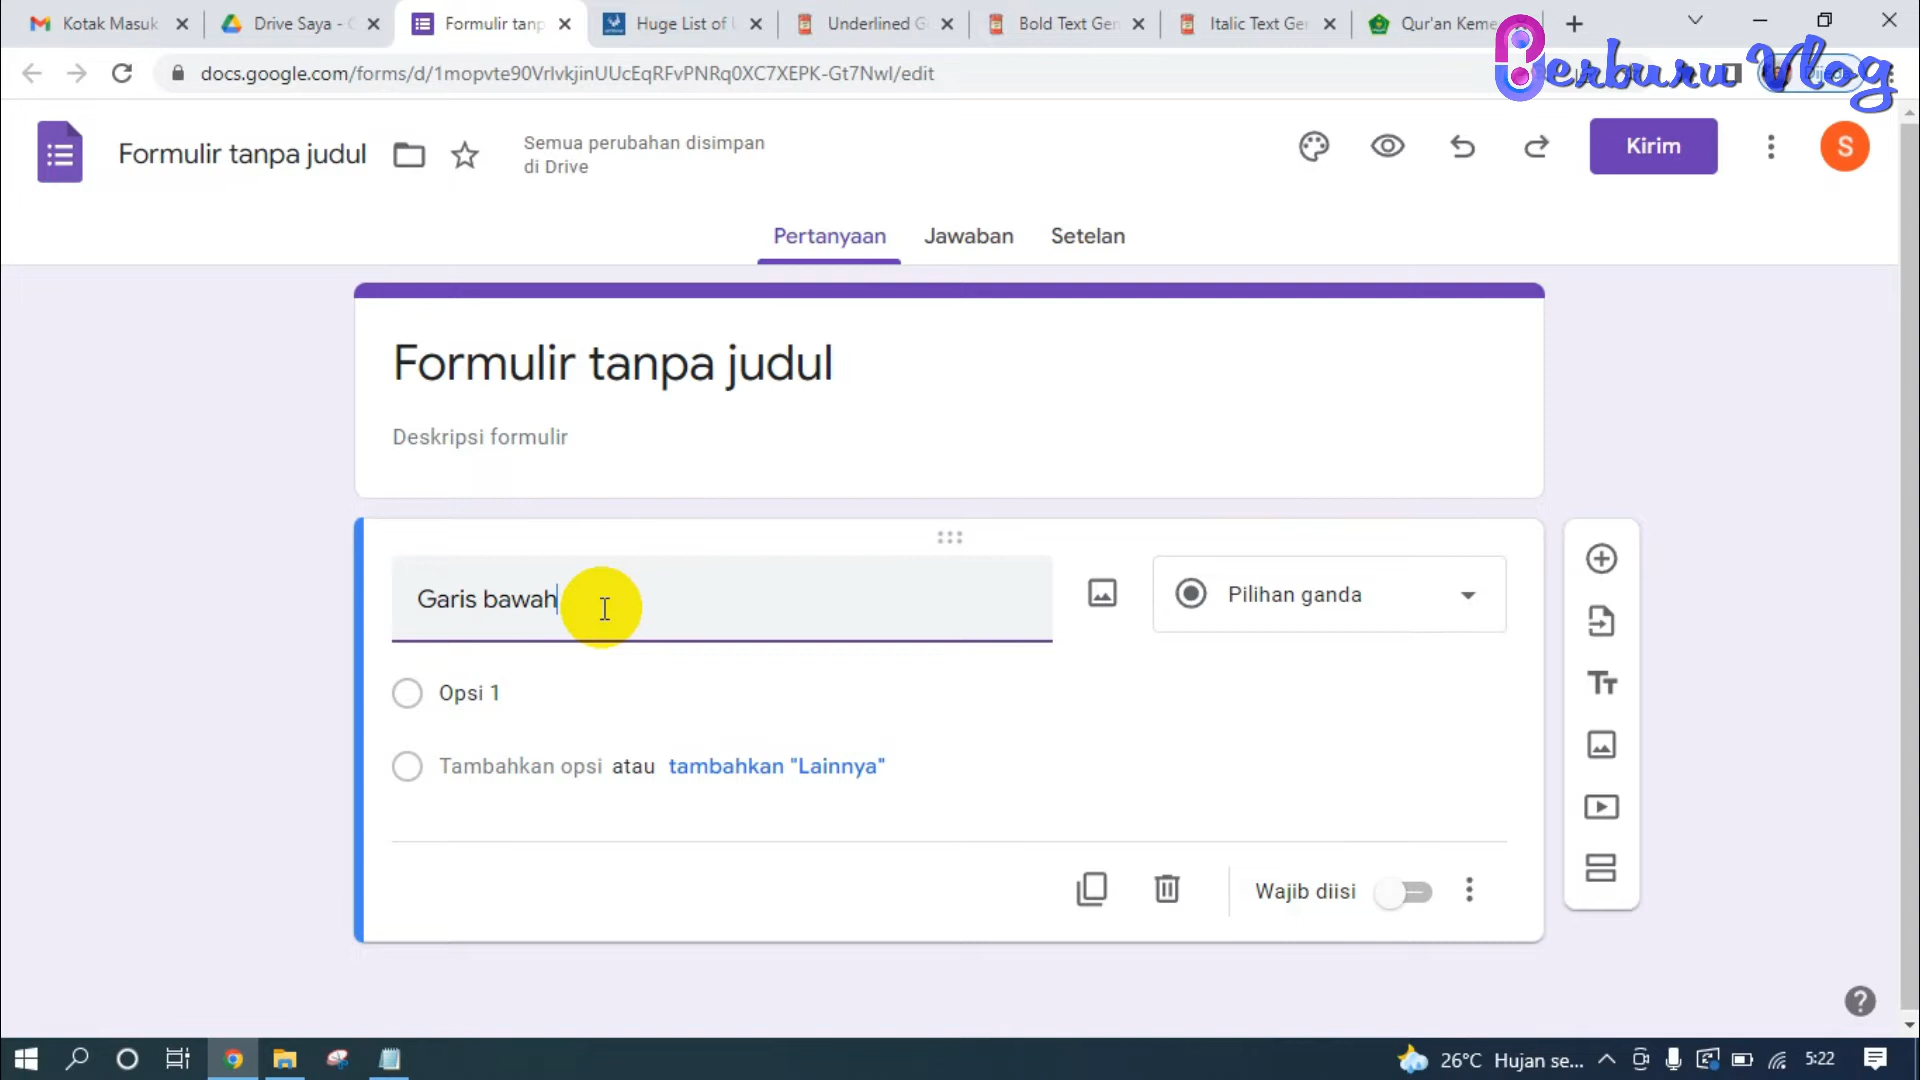 Kotak Masuk
Drive Saya - G
Formulir tanp
Huge List of
Underlined G
Bold Text Gen
Italic Text Ge
Qur'an Keme
Berburu Vlog
docs.google.com/forms/d/1mopvte90VrlvkjinUUcEqRFvPNRq0XC7XEPK-Gt7NwI/edit
Formulir tanpa judul
Semua perubahan disimpan
di Drive
Kirim
S
Pertanyaan
Jawaban
Setelan
Formulir tanpa judul
Deskripsi formulir
Garis bawah
Pilihan ganda
Opsi 1
Tambahkan opsi atau tambahkan "Lainnya"
Wajib diisi
26°C Hujan se...
5:22